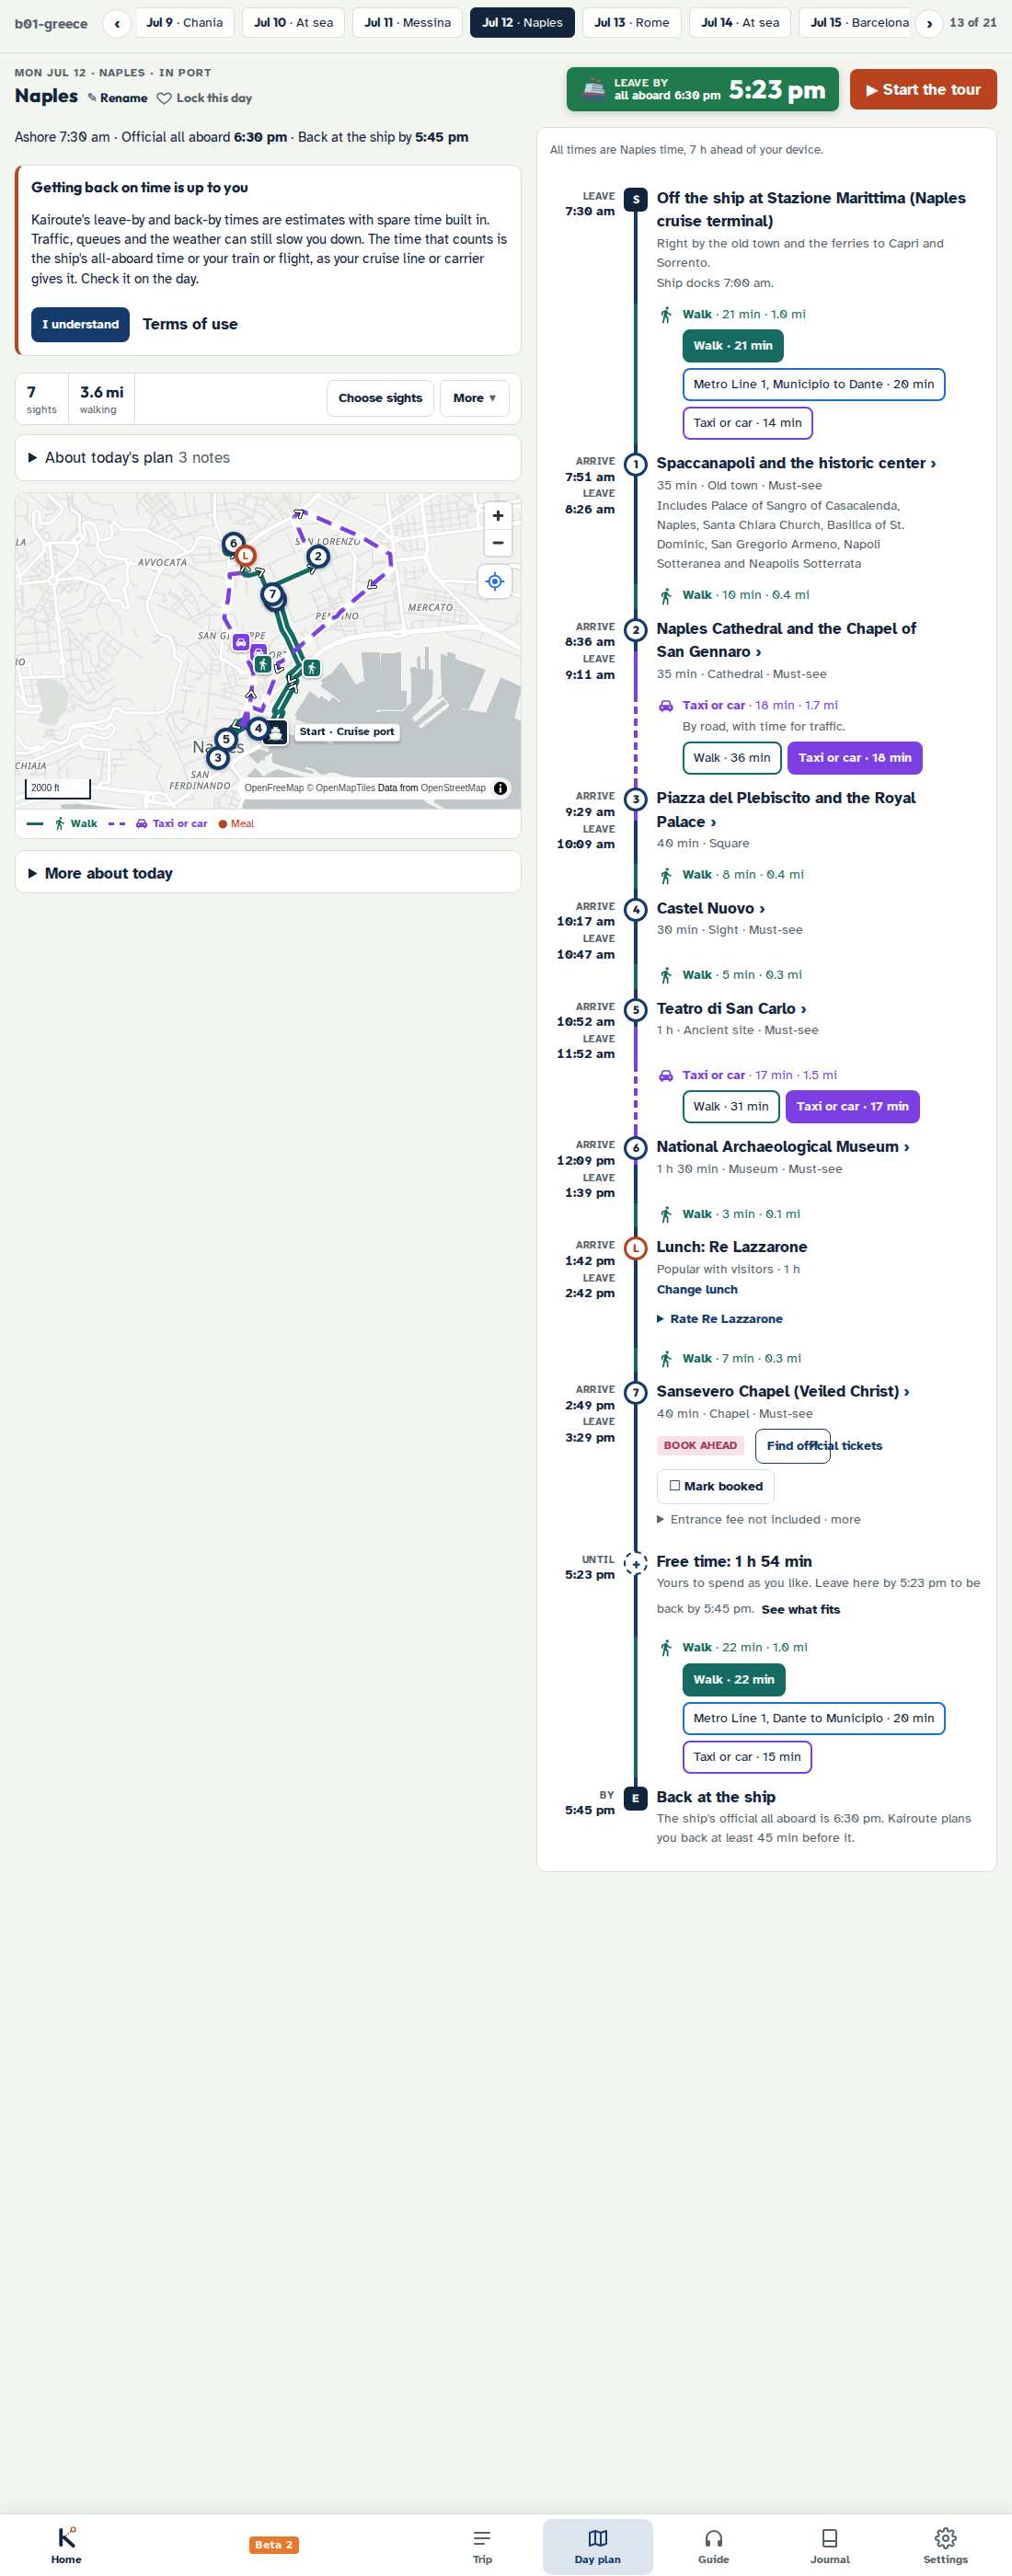 b01-greece
‹
Jul 9 · Chania
Jul 10 · At sea
Jul 11 · Messina
Jul 12 · Naples
Jul 13 · Rome
Jul 14 · At sea
Jul 15 · Barcelona
›
13 of 21
MON JUL 12 · NAPLES · IN PORT
Naples ✎ Rename Lock this day
LEAVE BY
all aboard 6:30 pm
5:23 pm
▶ Start the tour
Ashore 7:30 am · Official all aboard 6:30 pm · Back at the ship by 5:45 pm
Getting back on time is up to you
Kairoute's leave-by and back-by times are estimates with spare time built in.
Traffic, queues and the weather can still slow you down. The time that counts is
the ship's all-aboard time or your train or flight, as your cruise line or carrier
gives it. Check it on the day.
I understand
Terms of use
7
sights
3.6 mi
walking
Choose sights
More ▾
▶ About today's plan 3 notes
LA
AVVOCATA
SAN LORENZO
MERCATO
CHIAIA
SAN
FERDINANDO
6
L
2
7
4
5
3
Start · Cruise port
+
−
2000 ft
OpenFreeMap © OpenMapTiles Data from OpenStreetMap
Walk
Taxi or car
Meal
▶ More about today
All times are Naples time, 7 h ahead of your device.
LEAVE
7:30 am
S
Off the ship at Stazione Marittima (Naples
cruise terminal)
Right by the old town and the ferries to Capri and
Sorrento.
Ship docks 7:00 am.
Walk · 21 min · 1.0 mi
Walk · 21 min
Metro Line 1, Municipio to Dante · 20 min
Taxi or car · 14 min
ARRIVE
7:51 am
LEAVE
8:26 am
1
Spaccanapoli and the historic center ›
35 min · Old town · Must-see
Includes Palace of Sangro of Casacalenda,
Naples, Santa Chiara Church, Basilica of St.
Dominic, San Gregorio Armeno, Napoli
Sotteranea and Neapolis Sotterrata
Walk · 10 min · 0.4 mi
ARRIVE
8:36 am
LEAVE
9:11 am
2
Naples Cathedral and the Chapel of
San Gennaro ›
35 min · Cathedral · Must-see
Taxi or car · 18 min · 1.7 mi
By road, with time for traffic.
Walk · 36 min
Taxi or car · 18 min
ARRIVE
9:29 am
LEAVE
10:09 am
3
Piazza del Plebiscito and the Royal
Palace ›
40 min · Square
Walk · 8 min · 0.4 mi
ARRIVE
10:17 am
LEAVE
10:47 am
4
Castel Nuovo ›
30 min · Sight · Must-see
Walk · 5 min · 0.3 mi
ARRIVE
10:52 am
LEAVE
11:52 am
5
Teatro di San Carlo ›
1 h · Ancient site · Must-see
Taxi or car · 17 min · 1.5 mi
Walk · 31 min
Taxi or car · 17 min
ARRIVE
12:09 pm
LEAVE
1:39 pm
6
National Archaeological Museum ›
1 h 30 min · Museum · Must-see
Walk · 3 min · 0.1 mi
ARRIVE
1:42 pm
LEAVE
2:42 pm
L
Lunch: Re Lazzarone
Popular with visitors · 1 h
Change lunch
▶ Rate Re Lazzarone
Walk · 7 min · 0.3 mi
ARRIVE
2:49 pm
LEAVE
3:29 pm
7
Sansevero Chapel (Veiled Christ) ›
40 min · Chapel · Must-see
BOOK AHEAD
Find official tickets
☐ Mark booked
▶ Entrance fee not included · more
UNTIL
5:23 pm
+
Free time: 1 h 54 min
Yours to spend as you like. Leave here by 5:23 pm to be
back by 5:45 pm. See what fits
Walk · 22 min · 1.0 mi
Walk · 22 min
Metro Line 1, Dante to Municipio · 20 min
Taxi or car · 15 min
BY
5:45 pm
E
Back at the ship
The ship's official all aboard is 6:30 pm. Kairoute plans
you back at least 45 min before it.
Home
Beta 2
Trip
Day plan
Guide
Journal
Settings